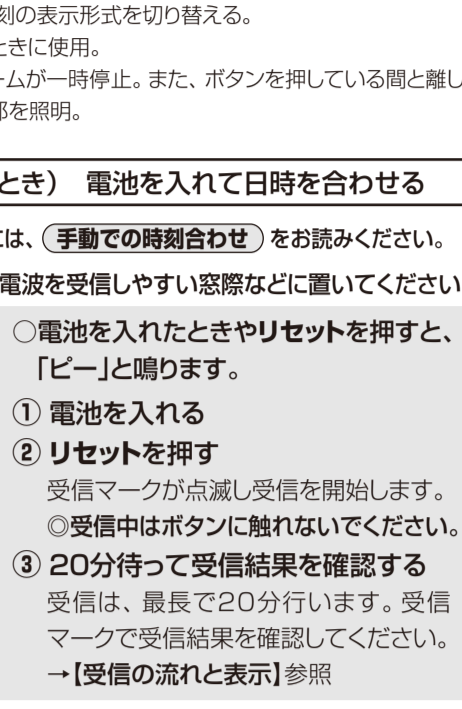 刻の表示形式を切り替える。
ときに使用。
ームが一時停止。また、ボタンを押している間と離し
部を照明。
とき） 電池を入れて日時を合わせる
には、手動での時刻合わせ をお読みください。
電波を受信しやすい窓際などに置いてください
○電池を入れたときやリセットを押すと、
「ピー」と鳴ります。
① 電池を入れる
② リセットを押す
受信マークが点滅し受信を開始します。
◎受信中はボタンに触れないでください。
③ 20分待って受信結果を確認する
受信は、最長で20分行います。受信
マークで受信結果を確認してください。
→【受信の流れと表示】参照